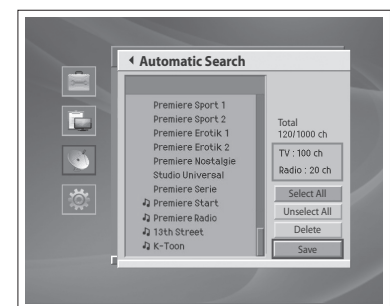 Automatic Search
Premiere Sport 1
Premiere Sport 2
Premiere Erotik 1
Premiere Erotik 2
Premiere Nostalgie
Studio Universal
Premiere Serie
Premiere Start
Premiere Radio
13th Street
K-Toon
Total
120/1000 ch
TV : 100 ch
Radio : 20 ch
Select All
Unselect All
Delete
Save